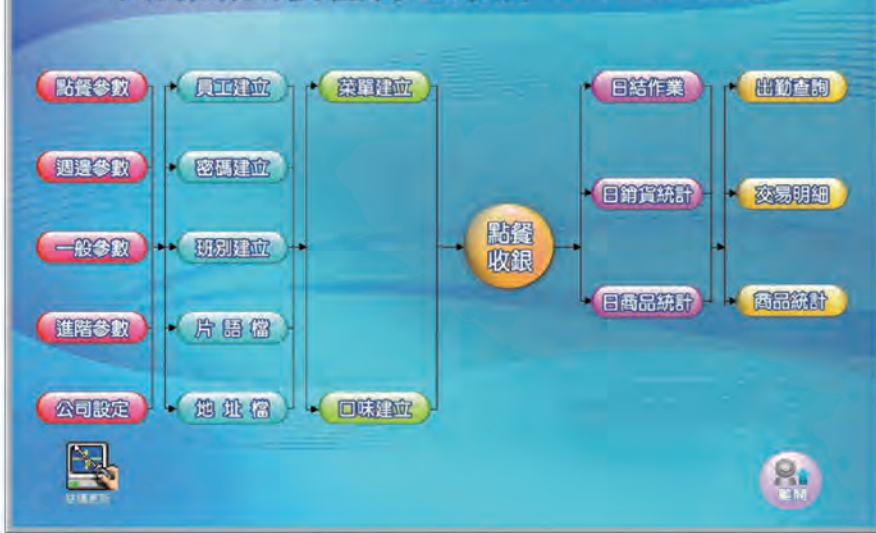 點餐參數
員工建立
菜單建立
日結作業
出勤查詢
週邊參數
密碼建立
日銷貨統計
交易明細
一般參數
班別建立
點餐
收銀
進階參數
片語檔
日商品統計
商品統計
公司設定
地址檔
口味建立
離開